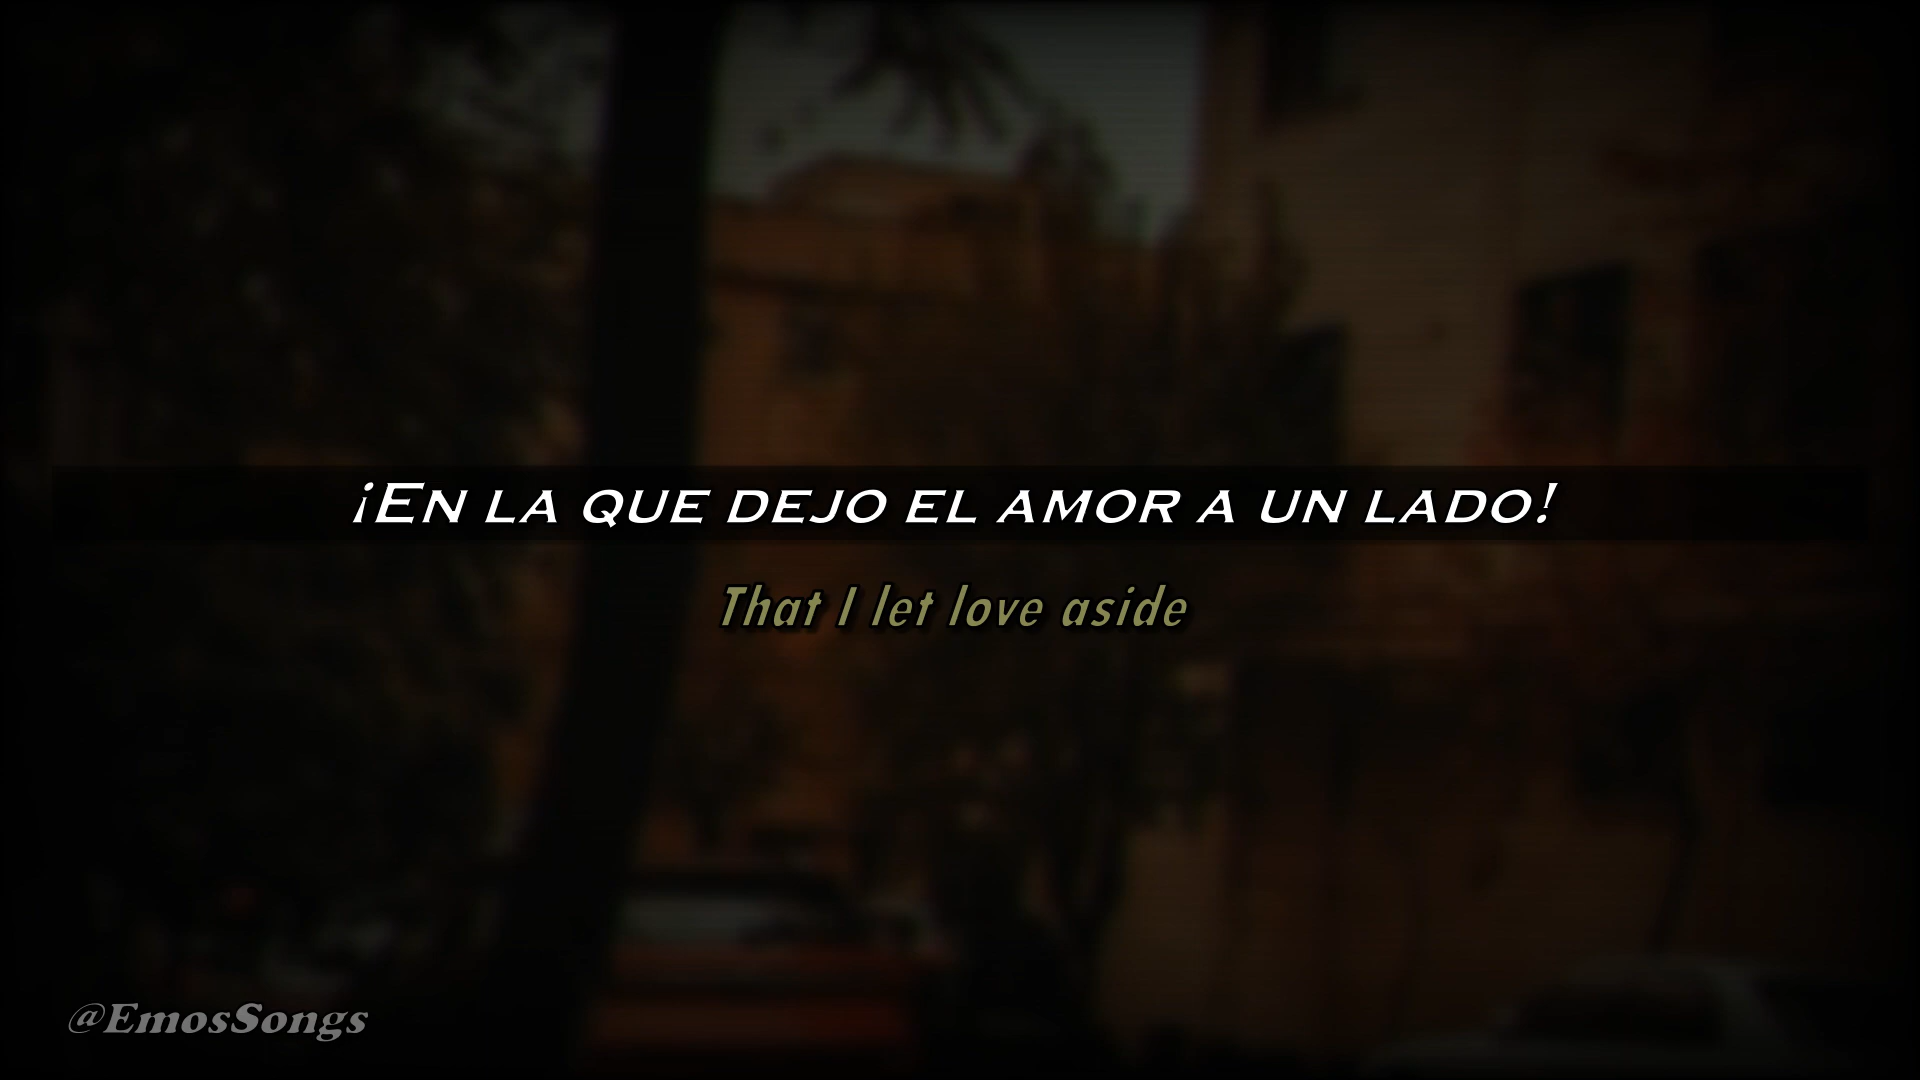 ¡En la que dejo el amor a un lado!
That I let love aside
@EmosSongs